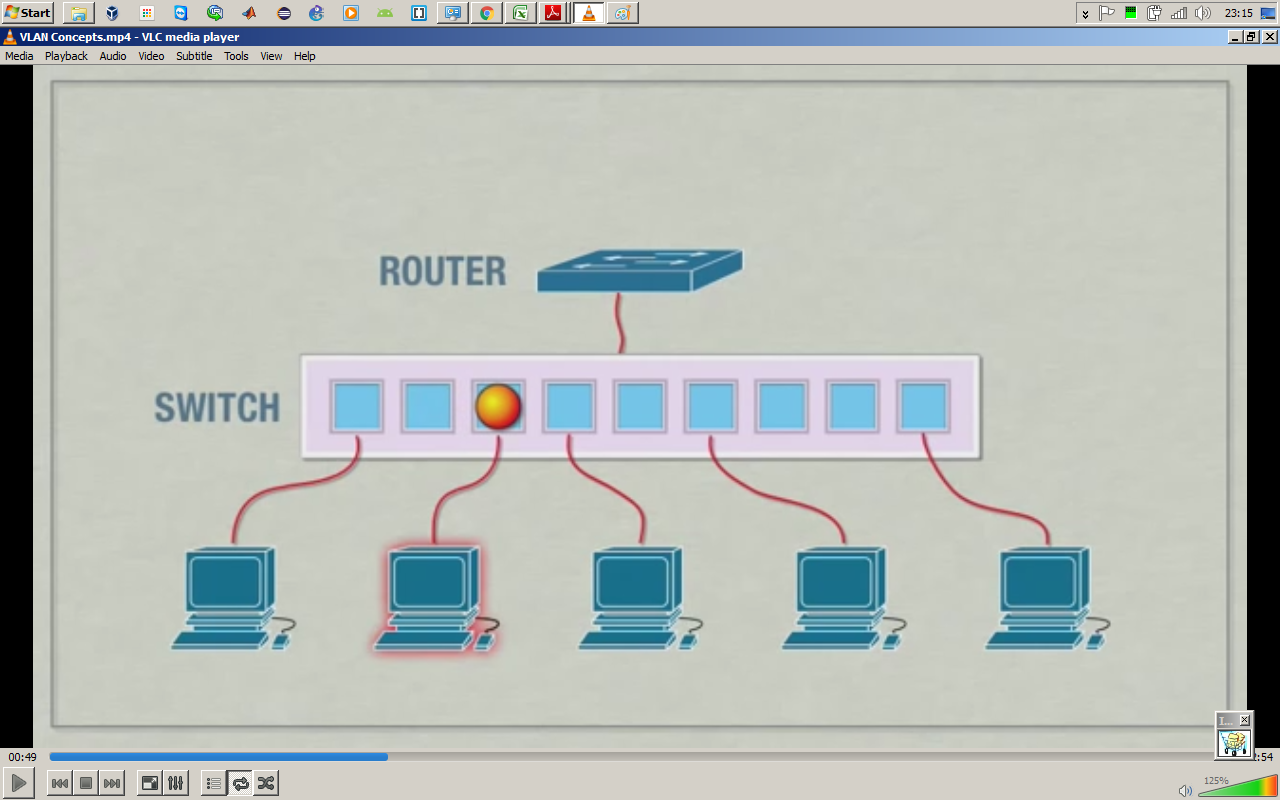 Start
23:15
VLAN Concepts.mp4 - VLC media player
Media Playback Audio Video Subtitle Tools View Help
ROUTER
SWITCH
I...
00:49
:54
125%